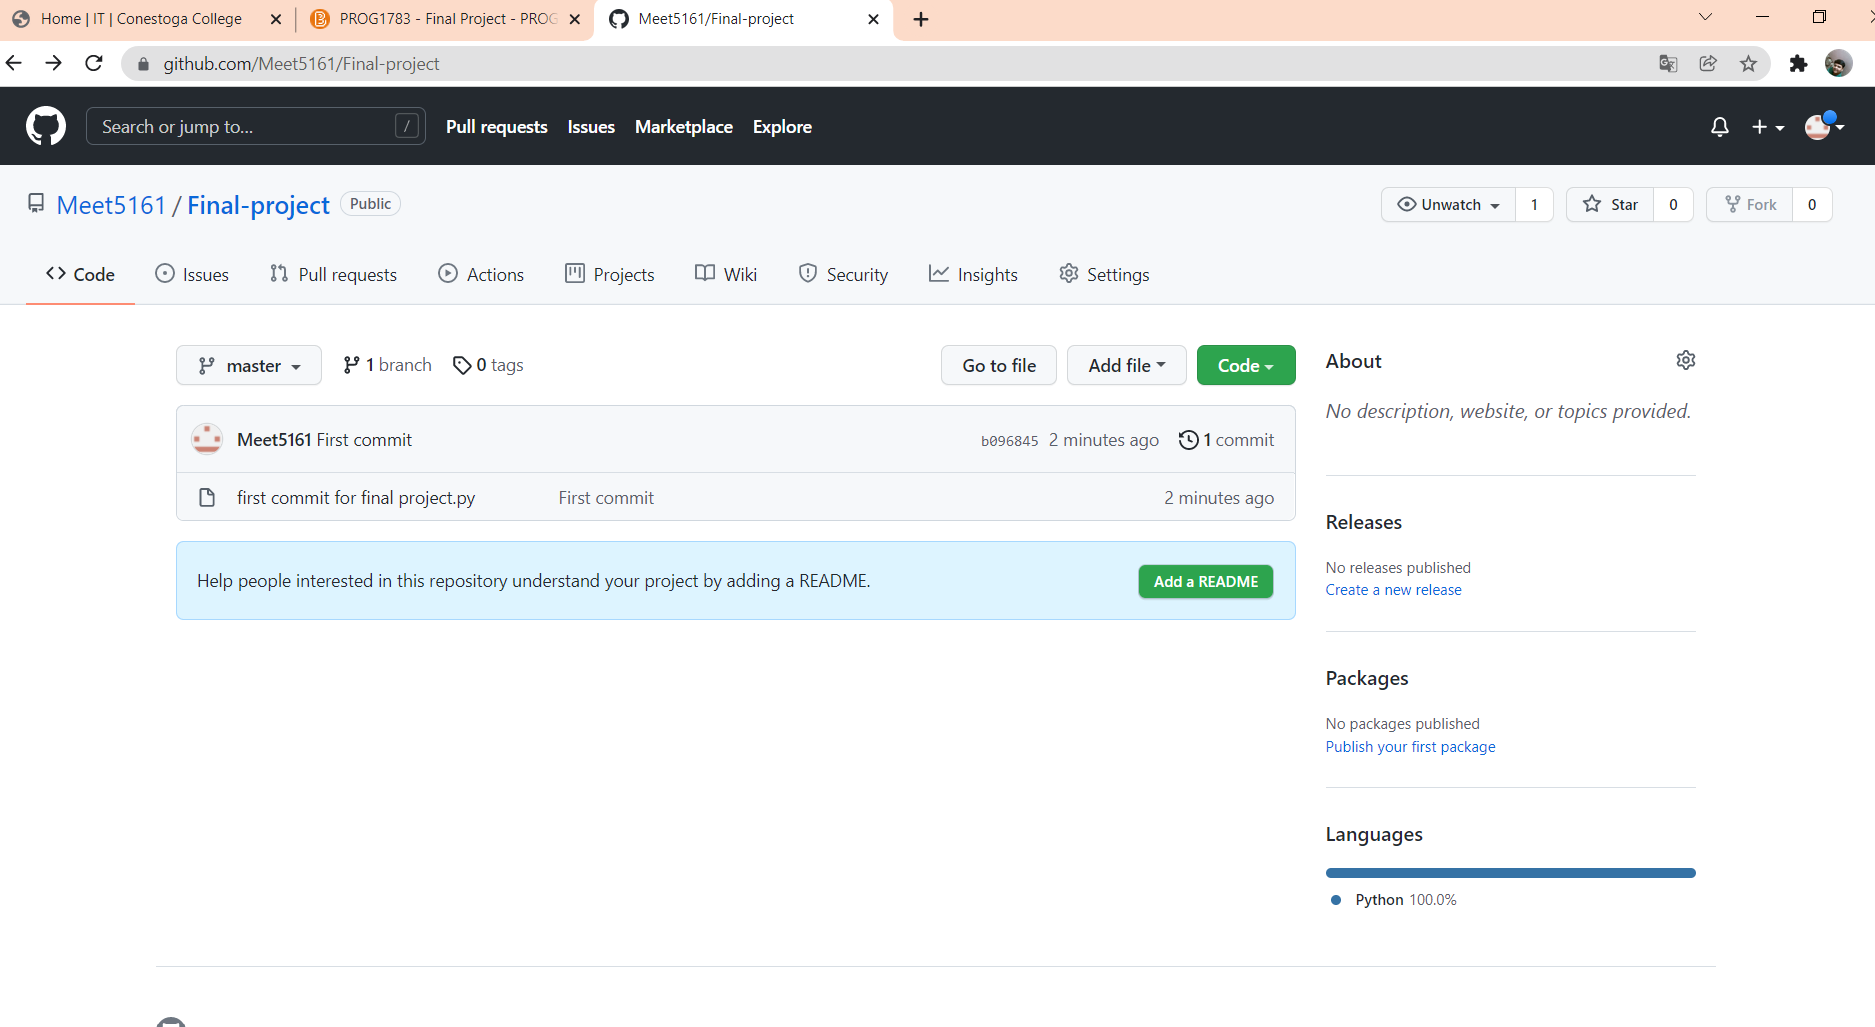 Home | IT | Conestoga College
PROG1783 - Final Project - PROG
Meet5161/Final-project
github.com/Meet5161/Final-project
Search or jump to... /
Pull requests Issues Marketplace Explore
Meet5161 / Final-project Public
Unwatch 1 Star 0 Fork 0
Code Issues Pull requests Actions Projects Wiki Security Insights Settings
master 1 branch 0 tags Go to file Add file Code
Meet5161 First commit b096845 2 minutes ago 1 commit
first commit for final project.py First commit 2 minutes ago
Help people interested in this repository understand your project by adding a README. Add a README
About
No description, website, or topics provided.
Releases
No releases published
Create a new release
Packages
No packages published
Publish your first package
Languages
Python 100.0%